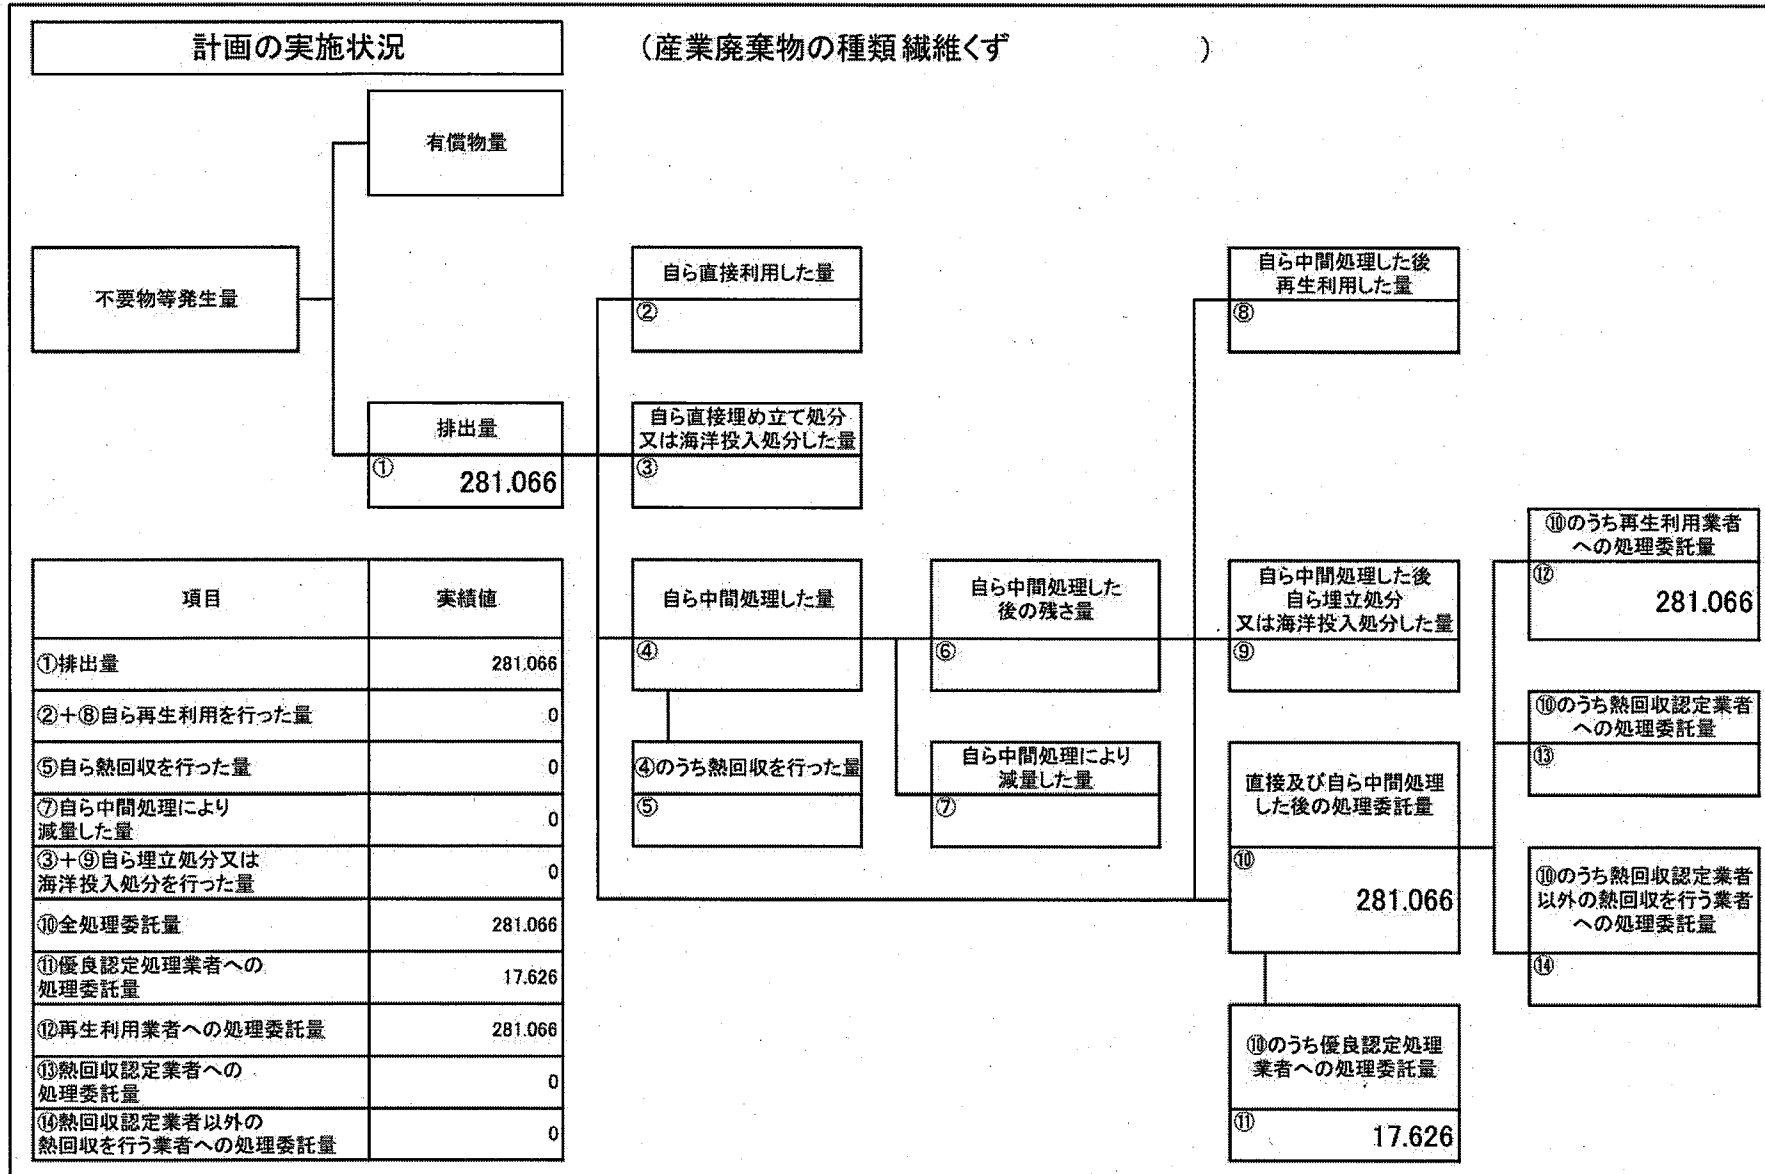 計画の実施状況
(産業廃棄物の種類 繊維くず )
有償物量
不要物等発生量
自ら直接利用した量
②
自ら中間処理した後
再生利用した量
⑧
排出量
①
281.066
自ら直接埋め立て処分
又は海洋投入処分した量
③
⑩のうち再生利用業者
への処理委託量
⑫
281.066
自ら中間処理した量
④
自ら中間処理した
後の残さ量
⑥
自ら中間処理した後
自ら埋立処分
又は海洋投入処分した量
⑨
⑩のうち熱回収認定業者
への処理委託量
⑬
④のうち熱回収を行った量
⑤
自ら中間処理により
減量した量
⑦
直接及び自ら中間処理
した後の処理委託量
⑩
281.066
⑩のうち熱回収認定業者
以外の熱回収を行う業者
への処理委託量
⑭
⑩のうち優良認定処理
業者への処理委託量
⑪
17.626
項目 実績値
①排出量 281.066
②+⑧自ら再生利用を行った量 0
⑤自ら熱回収を行った量 0
⑦自ら中間処理により
減量した量 0
③+⑨自ら埋立処分又は
海洋投入処分を行った量 0
⑩全処理委託量 281.066
⑪優良認定処理業者への
処理委託量 17.626
⑫再生利用業者への処理委託量 281.066
⑬熱回収認定業者への
処理委託量 0
⑭熱回収認定業者以外の
熱回収を行う業者への処理委託量 0